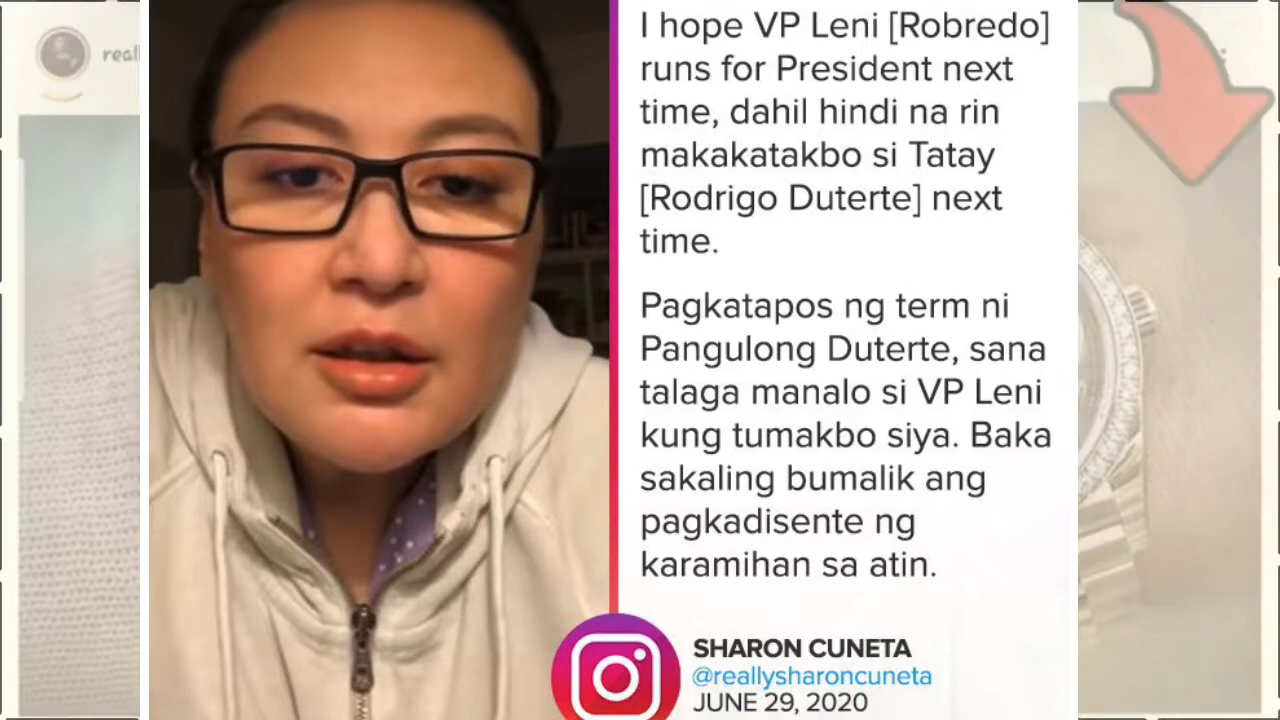 I hope VP Leni [Robredo]
runs for President next
time, dahil hindi na rin
makakatakbo si Tatay
[Rodrigo Duterte] next
time.
Pagkatapos ng term ni
Pangulong Duterte, sana
talaga manalo si VP Leni
kung tumakbo siya. Baka
sakaling bumalik ang
pagkadisente ng
karamihan sa atin.
SHARON CUNETA
@reallysharoncuneta
JUNE 29, 2020